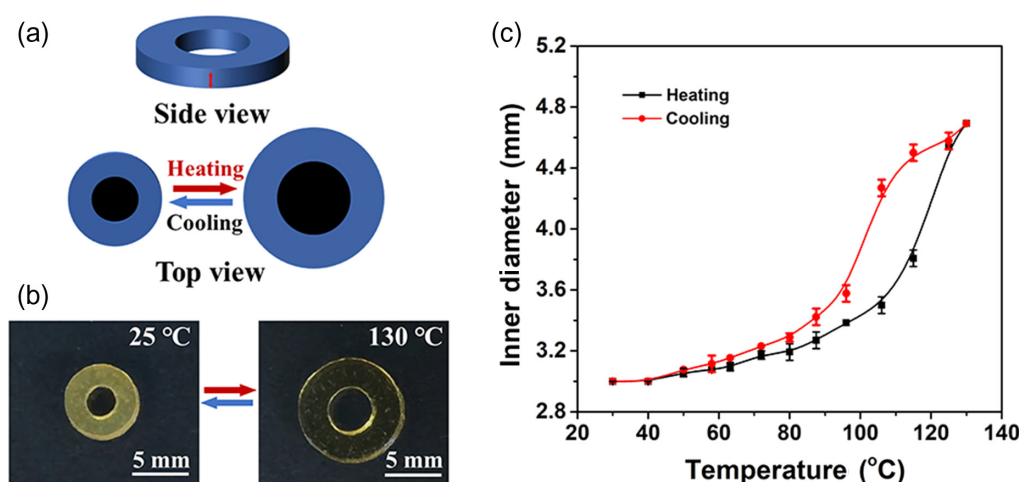 (a)
Side view
Heating
Cooling
Top view
(b)
25 ℃
130 ℃
5 mm
5 mm
(c)
Inner diameter (mm)
5.2
4.8
4.4
4.0
3.6
3.2
2.8
Heating
Cooling
20
40
60
80
100
120
140
Temperature (°C)